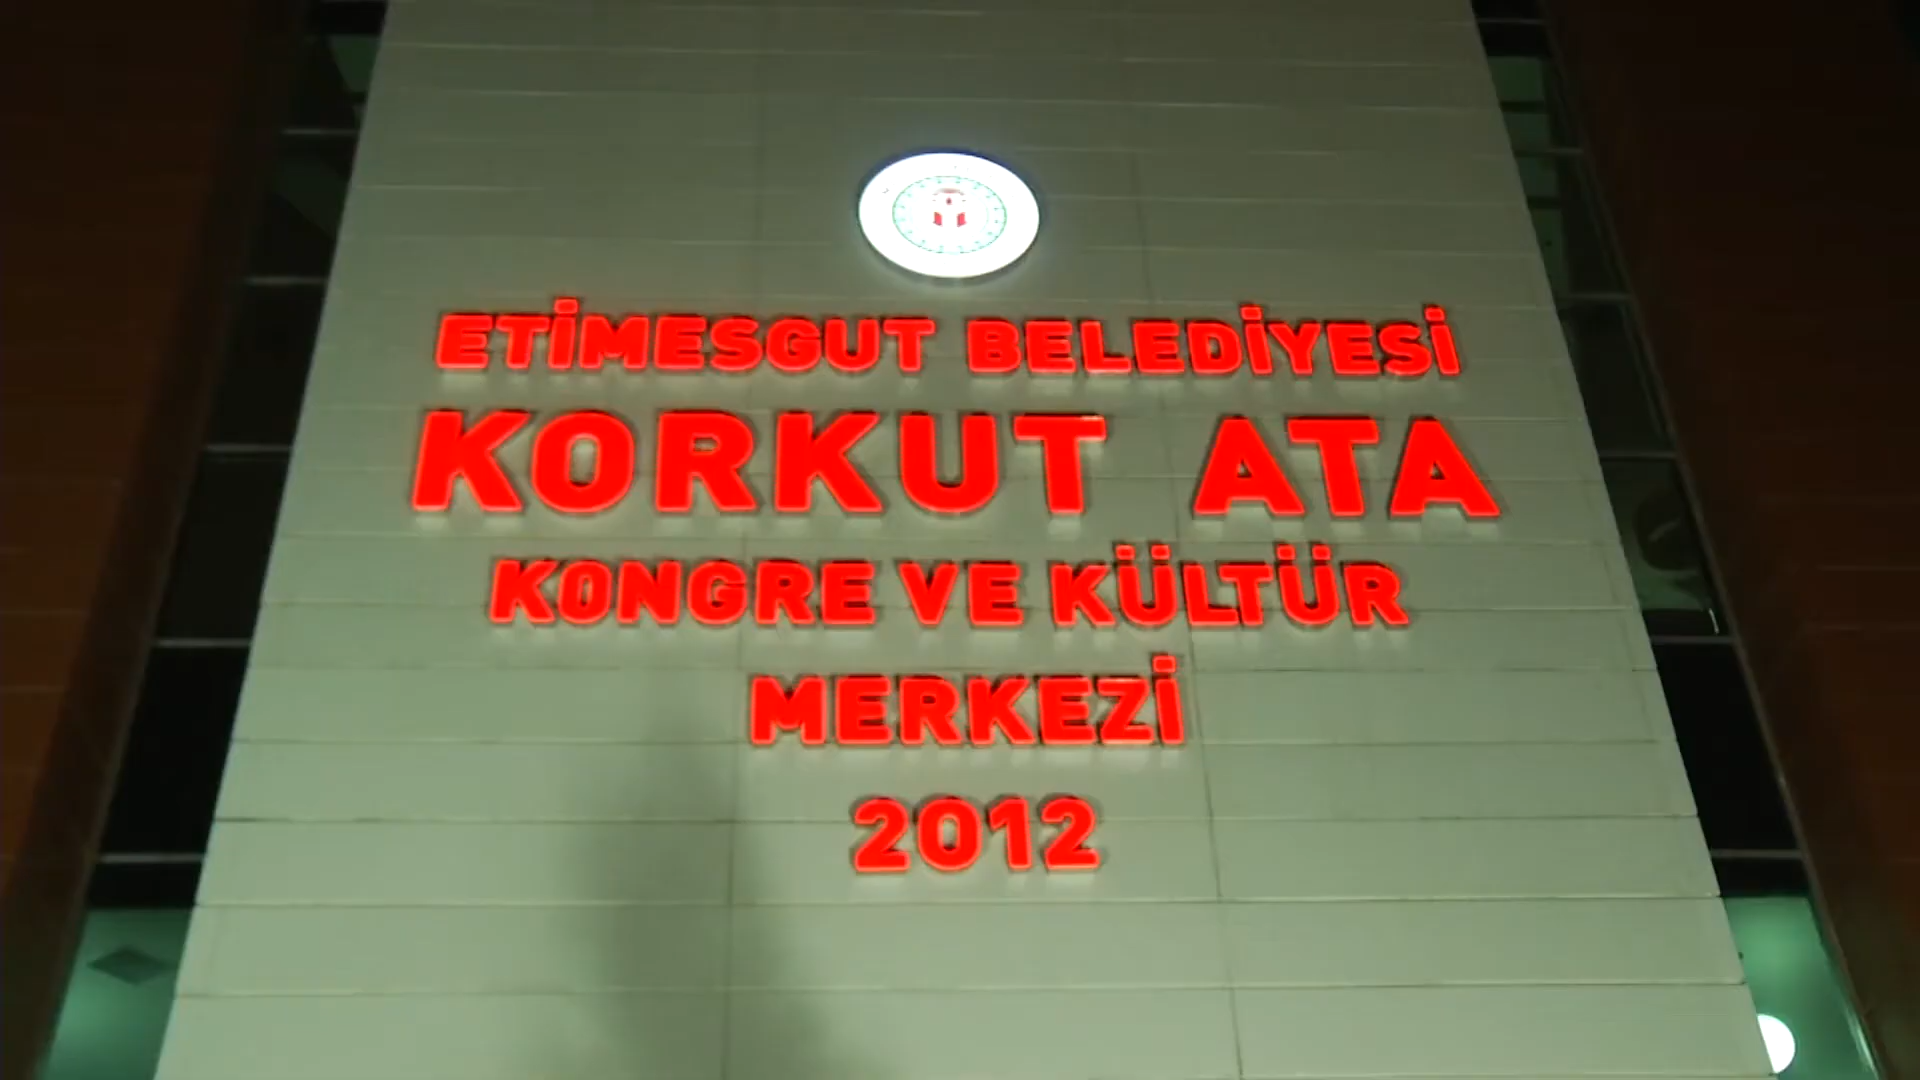 ETİMESGUT BELEDİYESİ
KORKUT ATA
KONGRE VE KÜLTÜR
MERKEZİ
2012